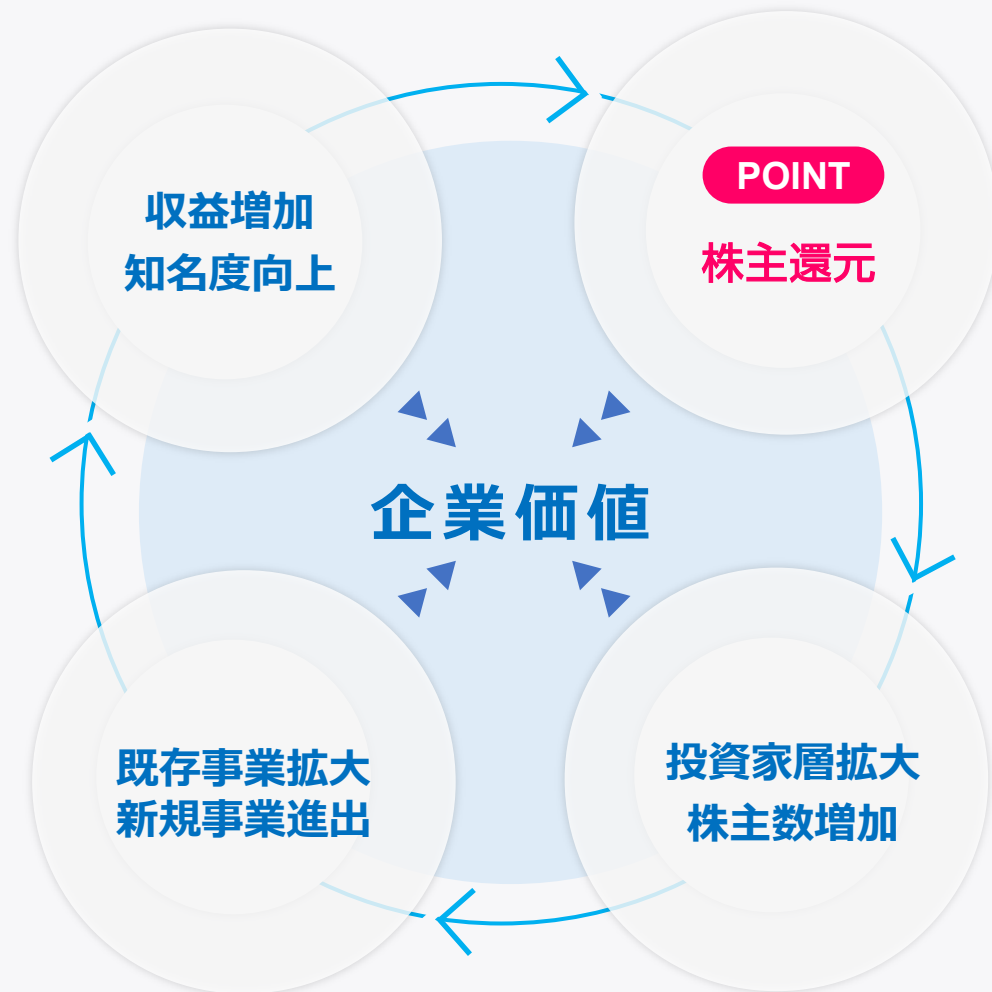 収益増加
知名度向上
POINT
株主還元
企業価値
既存事業拡大
新規事業進出
投資家層拡大
株主数増加